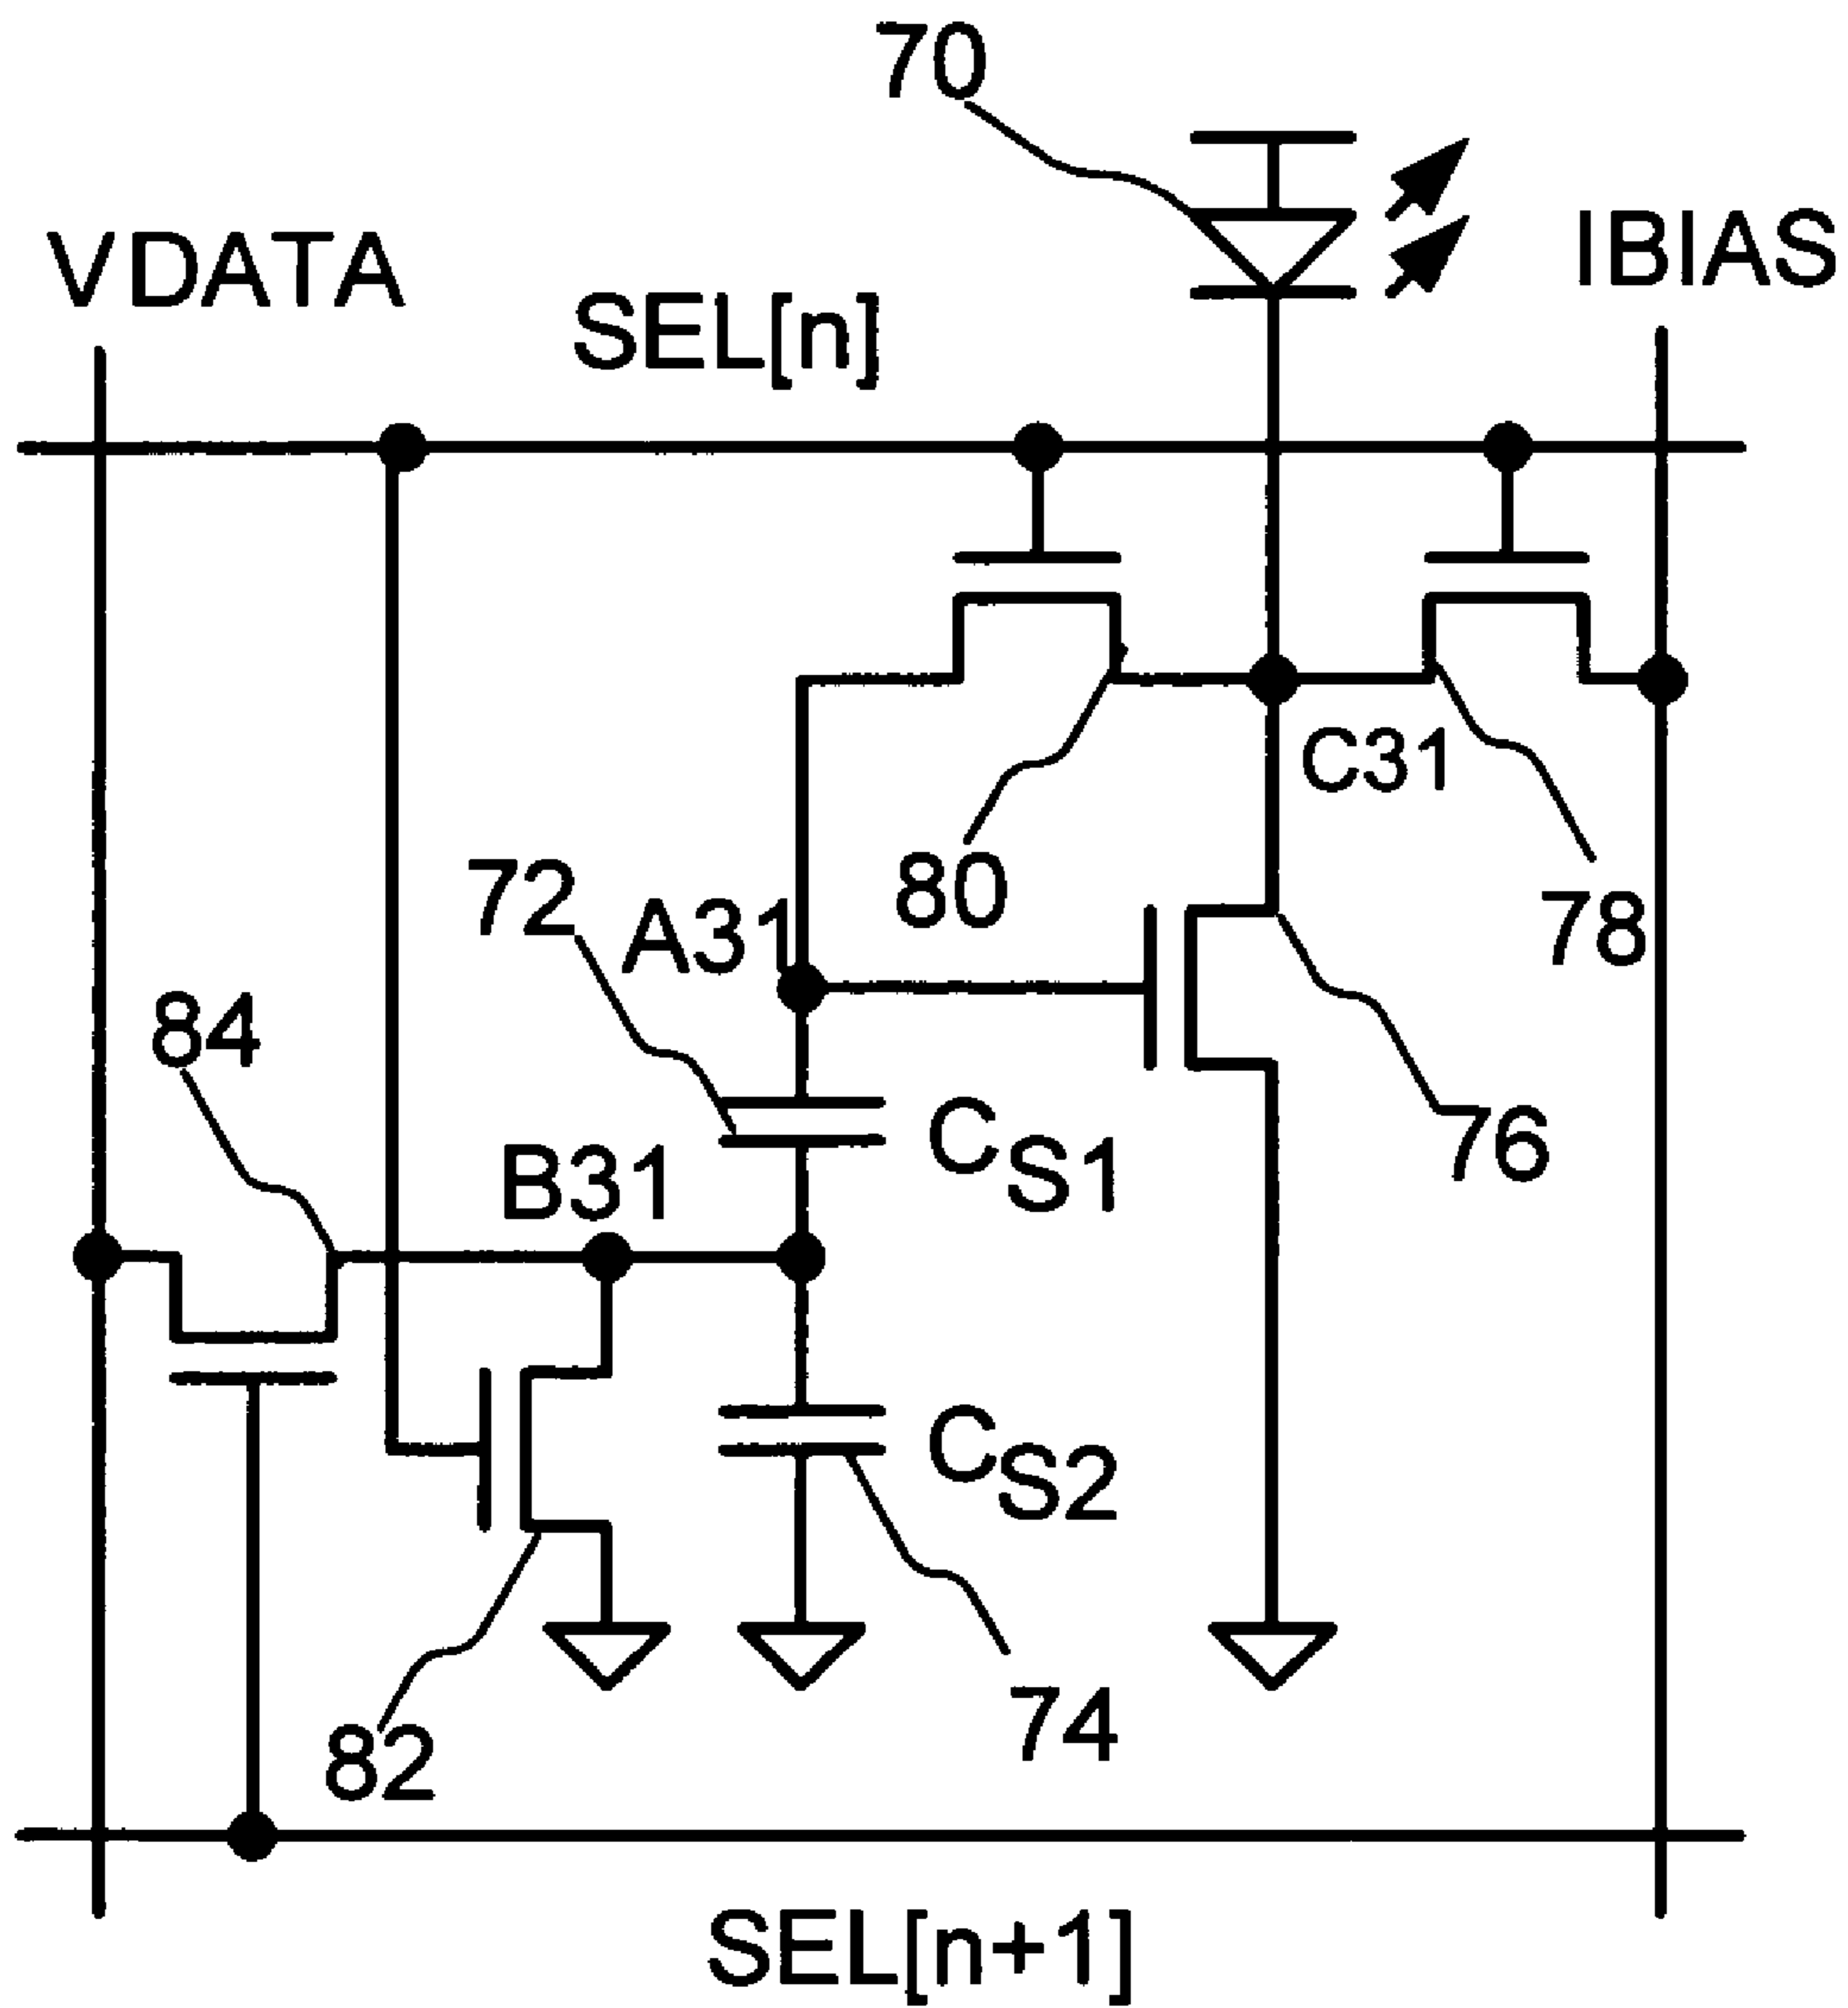 70
VDATA
IBIAS
SEL[n]
C31
80
78
72
A31
84
CS1
76
B31
CS2
74
82
SEL[n+1]